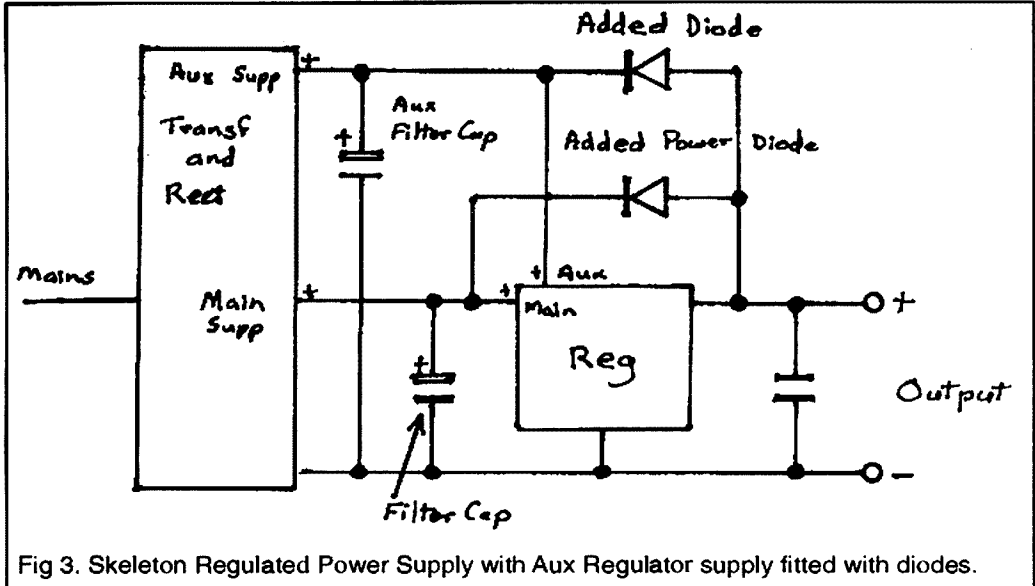 Added Diode
+
Aux Supp
Transf
and
Rect
Aux
Filter Cap
+
Added Power Diode
Mains
+
Main
Supp
+ Aux
+
Main
Reg
+
+
Output
-
-
Filter Cap
Fig 3. Skeleton Regulated Power Supply with Aux Regulator supply fitted with diodes.